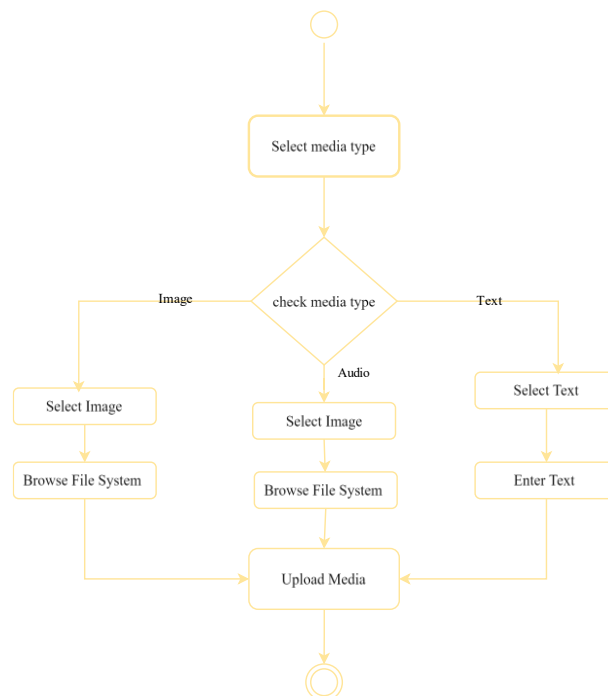 Select media type
check media type
Image
Text
Audio
Select Image
Select Image
Select Text
Browse File System
Browse File System
Enter Text
Upload Media